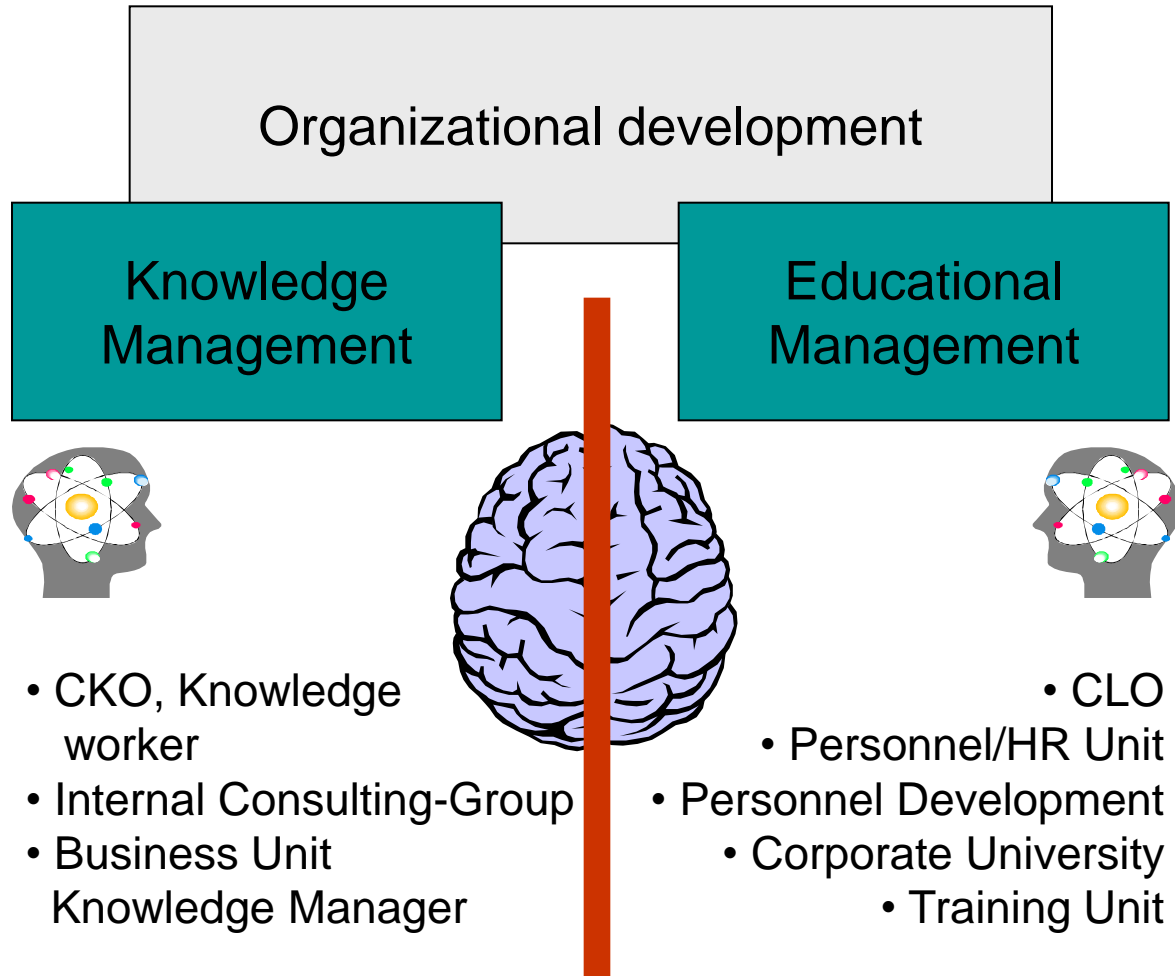 Organizational development
Knowledge
Management
Educational
Management
• CKO, Knowledge
worker
• Internal Consulting-Group
• Business Unit
Knowledge Manager
• CLO
• Personnel/HR Unit
• Personnel Development
• Corporate University
• Training Unit